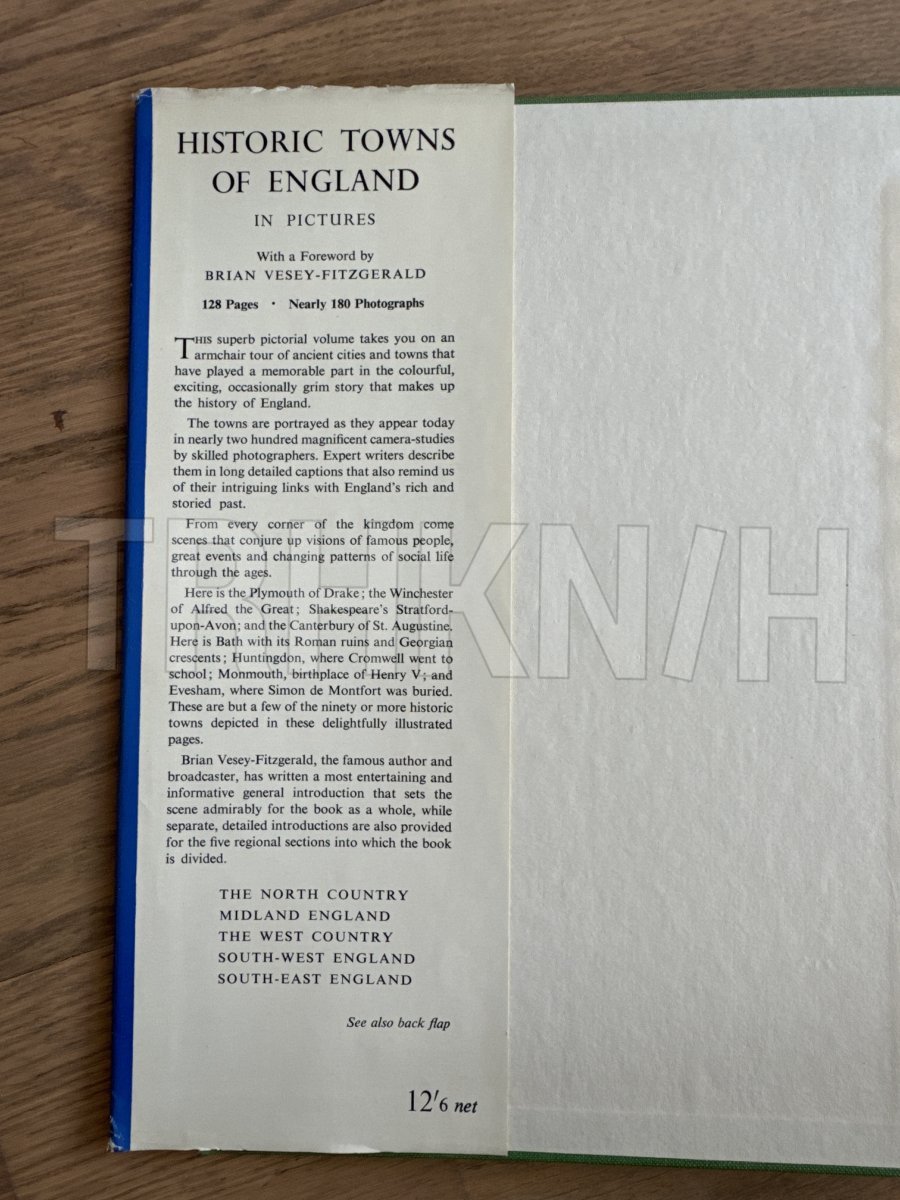 HISTORIC TOWNS
OF ENGLAND
IN PICTURES
With a Foreword by
BRIAN VESEY-FITZGERALD
128 Pages · Nearly 180 Photographs
THIS superb pictorial volume takes you on an
armchair tour of ancient cities and towns that
have played a memorable part in the colourful,
exciting, occasionally grim story that makes up
the history of England.
The towns are portrayed as they appear today
in nearly two hundred magnificent camera-studies
by skilled photographers. Expert writers describe
them in long detailed captions that also remind us
of their intriguing links with England's rich and
storied past.
From every corner of the kingdom come
scenes that conjure up visions of famous people,
great events and changing patterns of social life
through the ages.
Here is the Plymouth of Drake; the Winchester
of Alfred the Great; Shakespeare's Stratford-
upon-Avon; and the Canterbury of St. Augustine.
Here is Bath with its Roman ruins and Georgian
crescents; Huntingdon, where Cromwell went to
school; Monmouth, birthplace of Henry V; and
Evesham, where Simon de Montfort was buried.
These are but a few of the ninety or more historic
towns depicted in these delightfully illustrated
pages.
Brian Vesey-Fitzgerald, the famous author and
broadcaster, has written a most entertaining and
informative general introduction that sets the
scene admirably for the book as a whole, while
separate, detailed introductions are also provided
for the five regional sections into which the book
is divided.
THE NORTH COUNTRY
MIDLAND ENGLAND
THE WEST COUNTRY
SOUTH-WEST ENGLAND
SOUTH-EAST ENGLAND
See also back flap
12'6 net